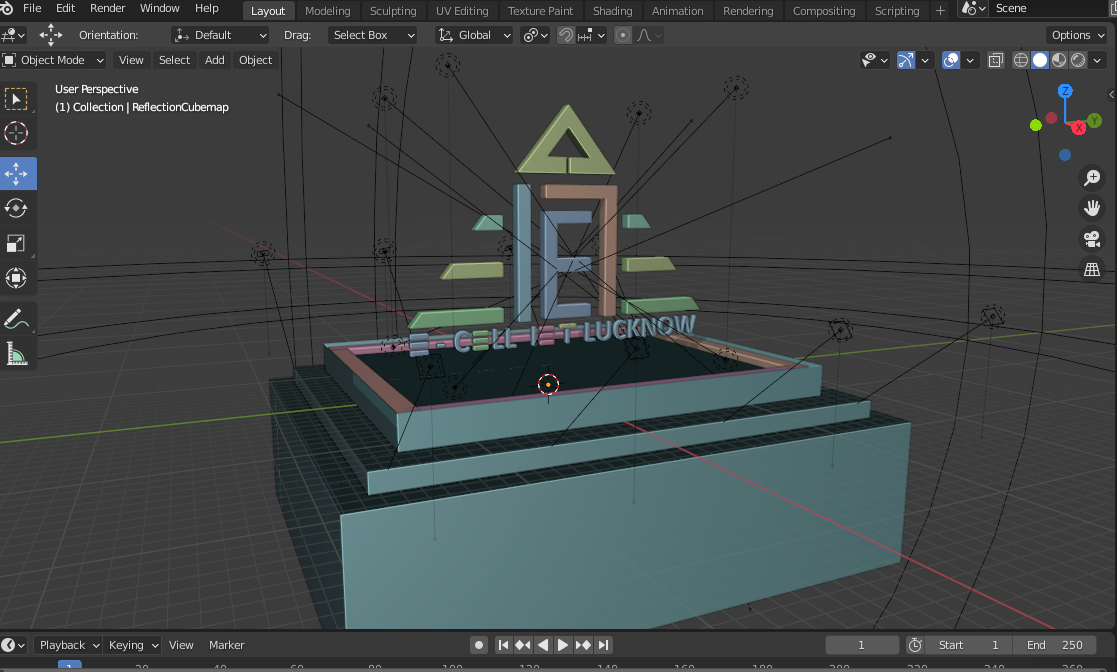 File Edit Render Window Help Layout Modeling Sculpting UV Editing Texture Paint Shading Animation Rendering Compositing Scripting + Scene
Orientation: Default Drag: Select Box Global Options
Object Mode View Select Add Object
User Perspective
(1) Collection | ReflectionCubemap
Z
Y
X
E - CELL IET LUCKNOW
Playback Keying View Marker 1 Start 1 End 250
1 20 40 60 80 100 120 140 160 180 200 220 240 260